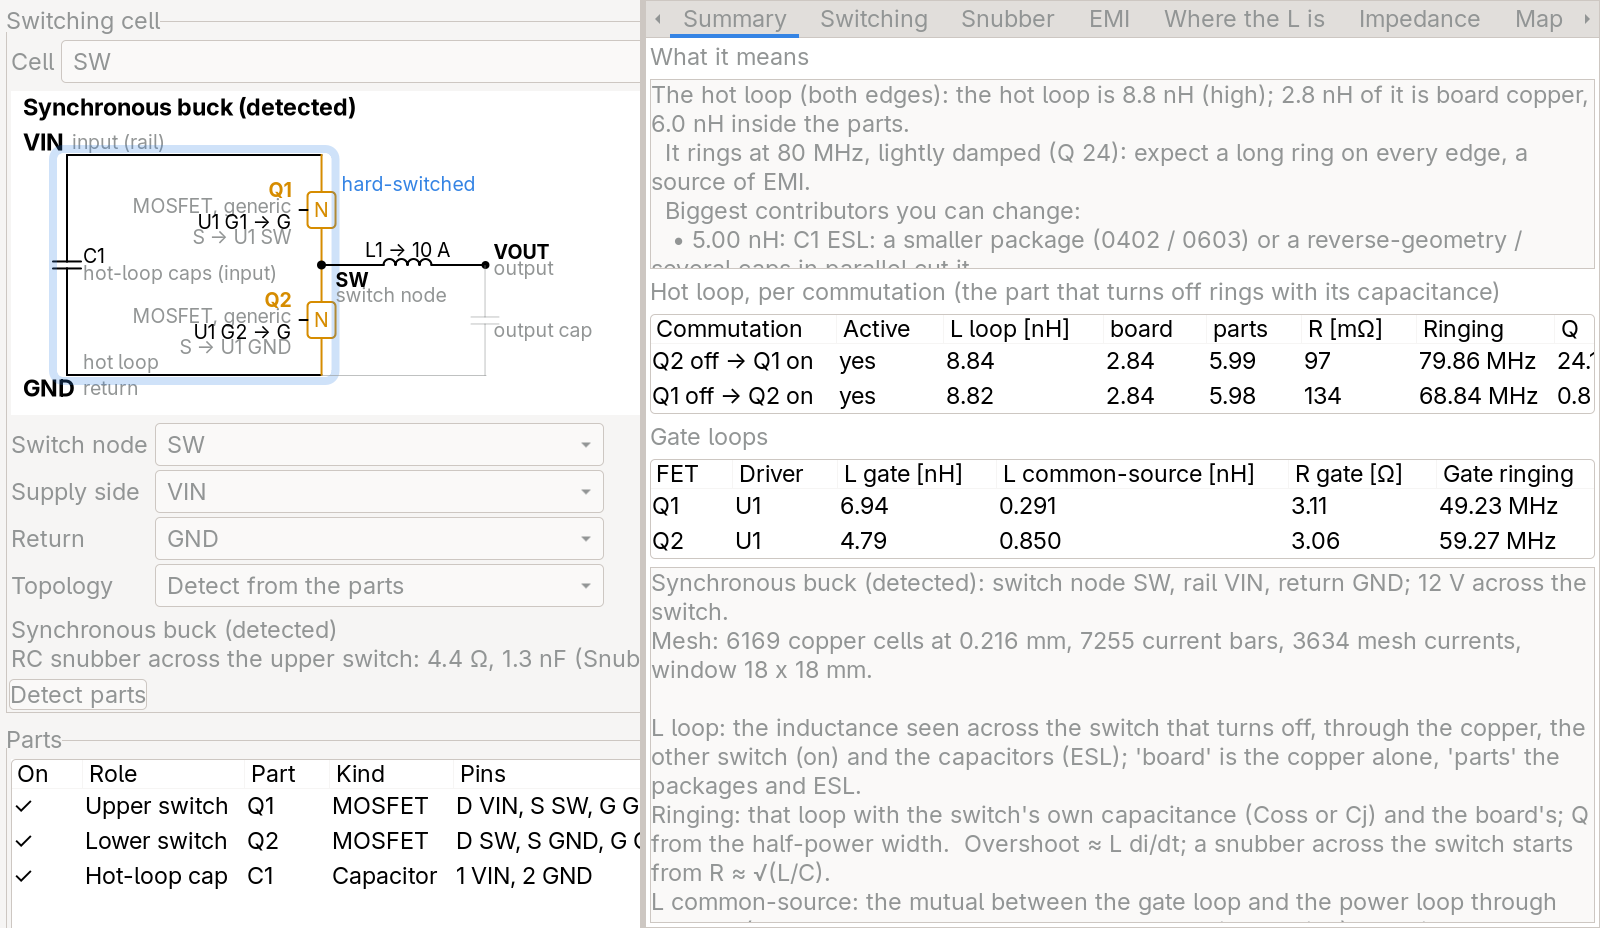 Switching cell
Cell SW
Synchronous buck (detected)
VIN input (rail)
Q1 hard-switched
MOSFET, generic N
U1 G1 → G
S → U1 SW
C1 L1 → 10 A VOUT
hot-loop caps (input) output
SW
switch node
Q2
MOSFET, generic N
U1 G2 → G output cap
S → U1 GND
hot loop
GND return
Switch node SW
Supply side VIN
Return GND
Topology Detect from the parts
Synchronous buck (detected)
RC snubber across the upper switch: 4.4 Ω, 1.3 nF (Snub
Detect parts
Parts
On Role Part Kind Pins
✓ Upper switch Q1 MOSFET D VIN, S SW, G G
✓ Lower switch Q2 MOSFET D SW, S GND, G
✓ Hot-loop cap C1 Capacitor 1 VIN, 2 GND
Summary Switching Snubber EMI Where the L is Impedance Map
What it means
The hot loop (both edges): the hot loop is 8.8 nH (high); 2.8 nH of it is board copper,
6.0 nH inside the parts.
It rings at 80 MHz, lightly damped (Q 24): expect a long ring on every edge, a
source of EMI.
Biggest contributors you can change:
• 5.00 nH: C1 ESL: a smaller package (0402 / 0603) or a reverse-geometry /
several caps in parallel cut it
Hot loop, per commutation (the part that turns off rings with its capacitance)
Commutation Active L loop [nH] board parts R [mΩ] Ringing Q
Q2 off → Q1 on yes 8.84 2.84 5.99 97 79.86 MHz 24.1
Q1 off → Q2 on yes 8.82 2.84 5.98 134 68.84 MHz 0.8
Gate loops
FET Driver L gate [nH] L common-source [nH] R gate [Ω] Gate ringing
Q1 U1 6.94 0.291 3.11 49.23 MHz
Q2 U1 4.79 0.850 3.06 59.27 MHz
Synchronous buck (detected): switch node SW, rail VIN, return GND; 12 V across the
switch.
Mesh: 6169 copper cells at 0.216 mm, 7255 current bars, 3634 mesh currents,
window 18 x 18 mm.
L loop: the inductance seen across the switch that turns off, through the copper, the
other switch (on) and the capacitors (ESL); 'board' is the copper alone, 'parts' the
packages and ESL.
Ringing: that loop with the switch's own capacitance (Coss or Cj) and the board's; Q
from the half-power width.  Overshoot ≈ L di/dt; a snubber across the switch starts
from R ≈ √(L/C).
L common-source: the mutual between the gate loop and the power loop through